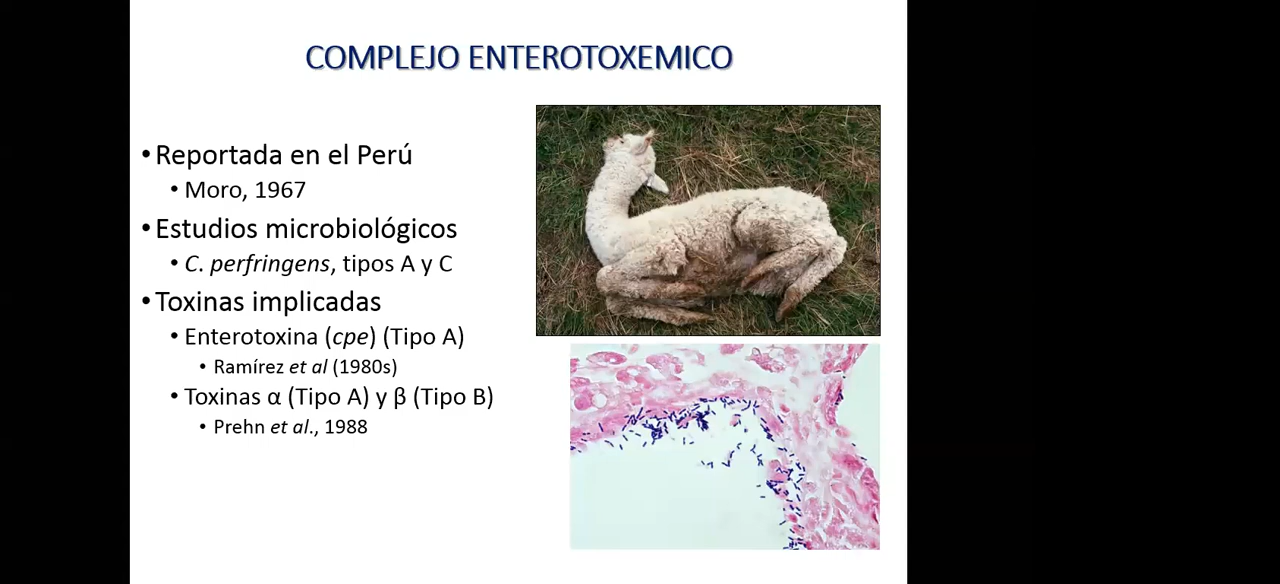 COMPLEJO ENTEROTOXEMICO
• Reportada en el Perú
• Moro, 1967
• Estudios microbiológicos
• C. perfringens, tipos A y C
• Toxinas implicadas
• Enterotoxina (cpe) (Tipo A)
• Ramírez et al (1980s)
• Toxinas α (Tipo A) y β (Tipo B)
• Prehn et al., 1988